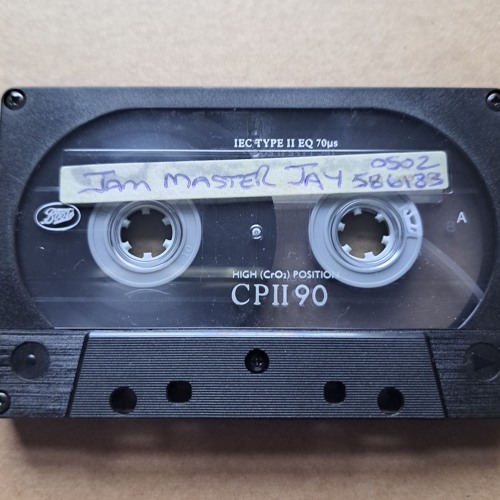 IEC TYPE II EQ 70µs
JAM MASTER JAY 0502
586183
Boots
A
HIGH (CrO₂) POSITION
CPII 90